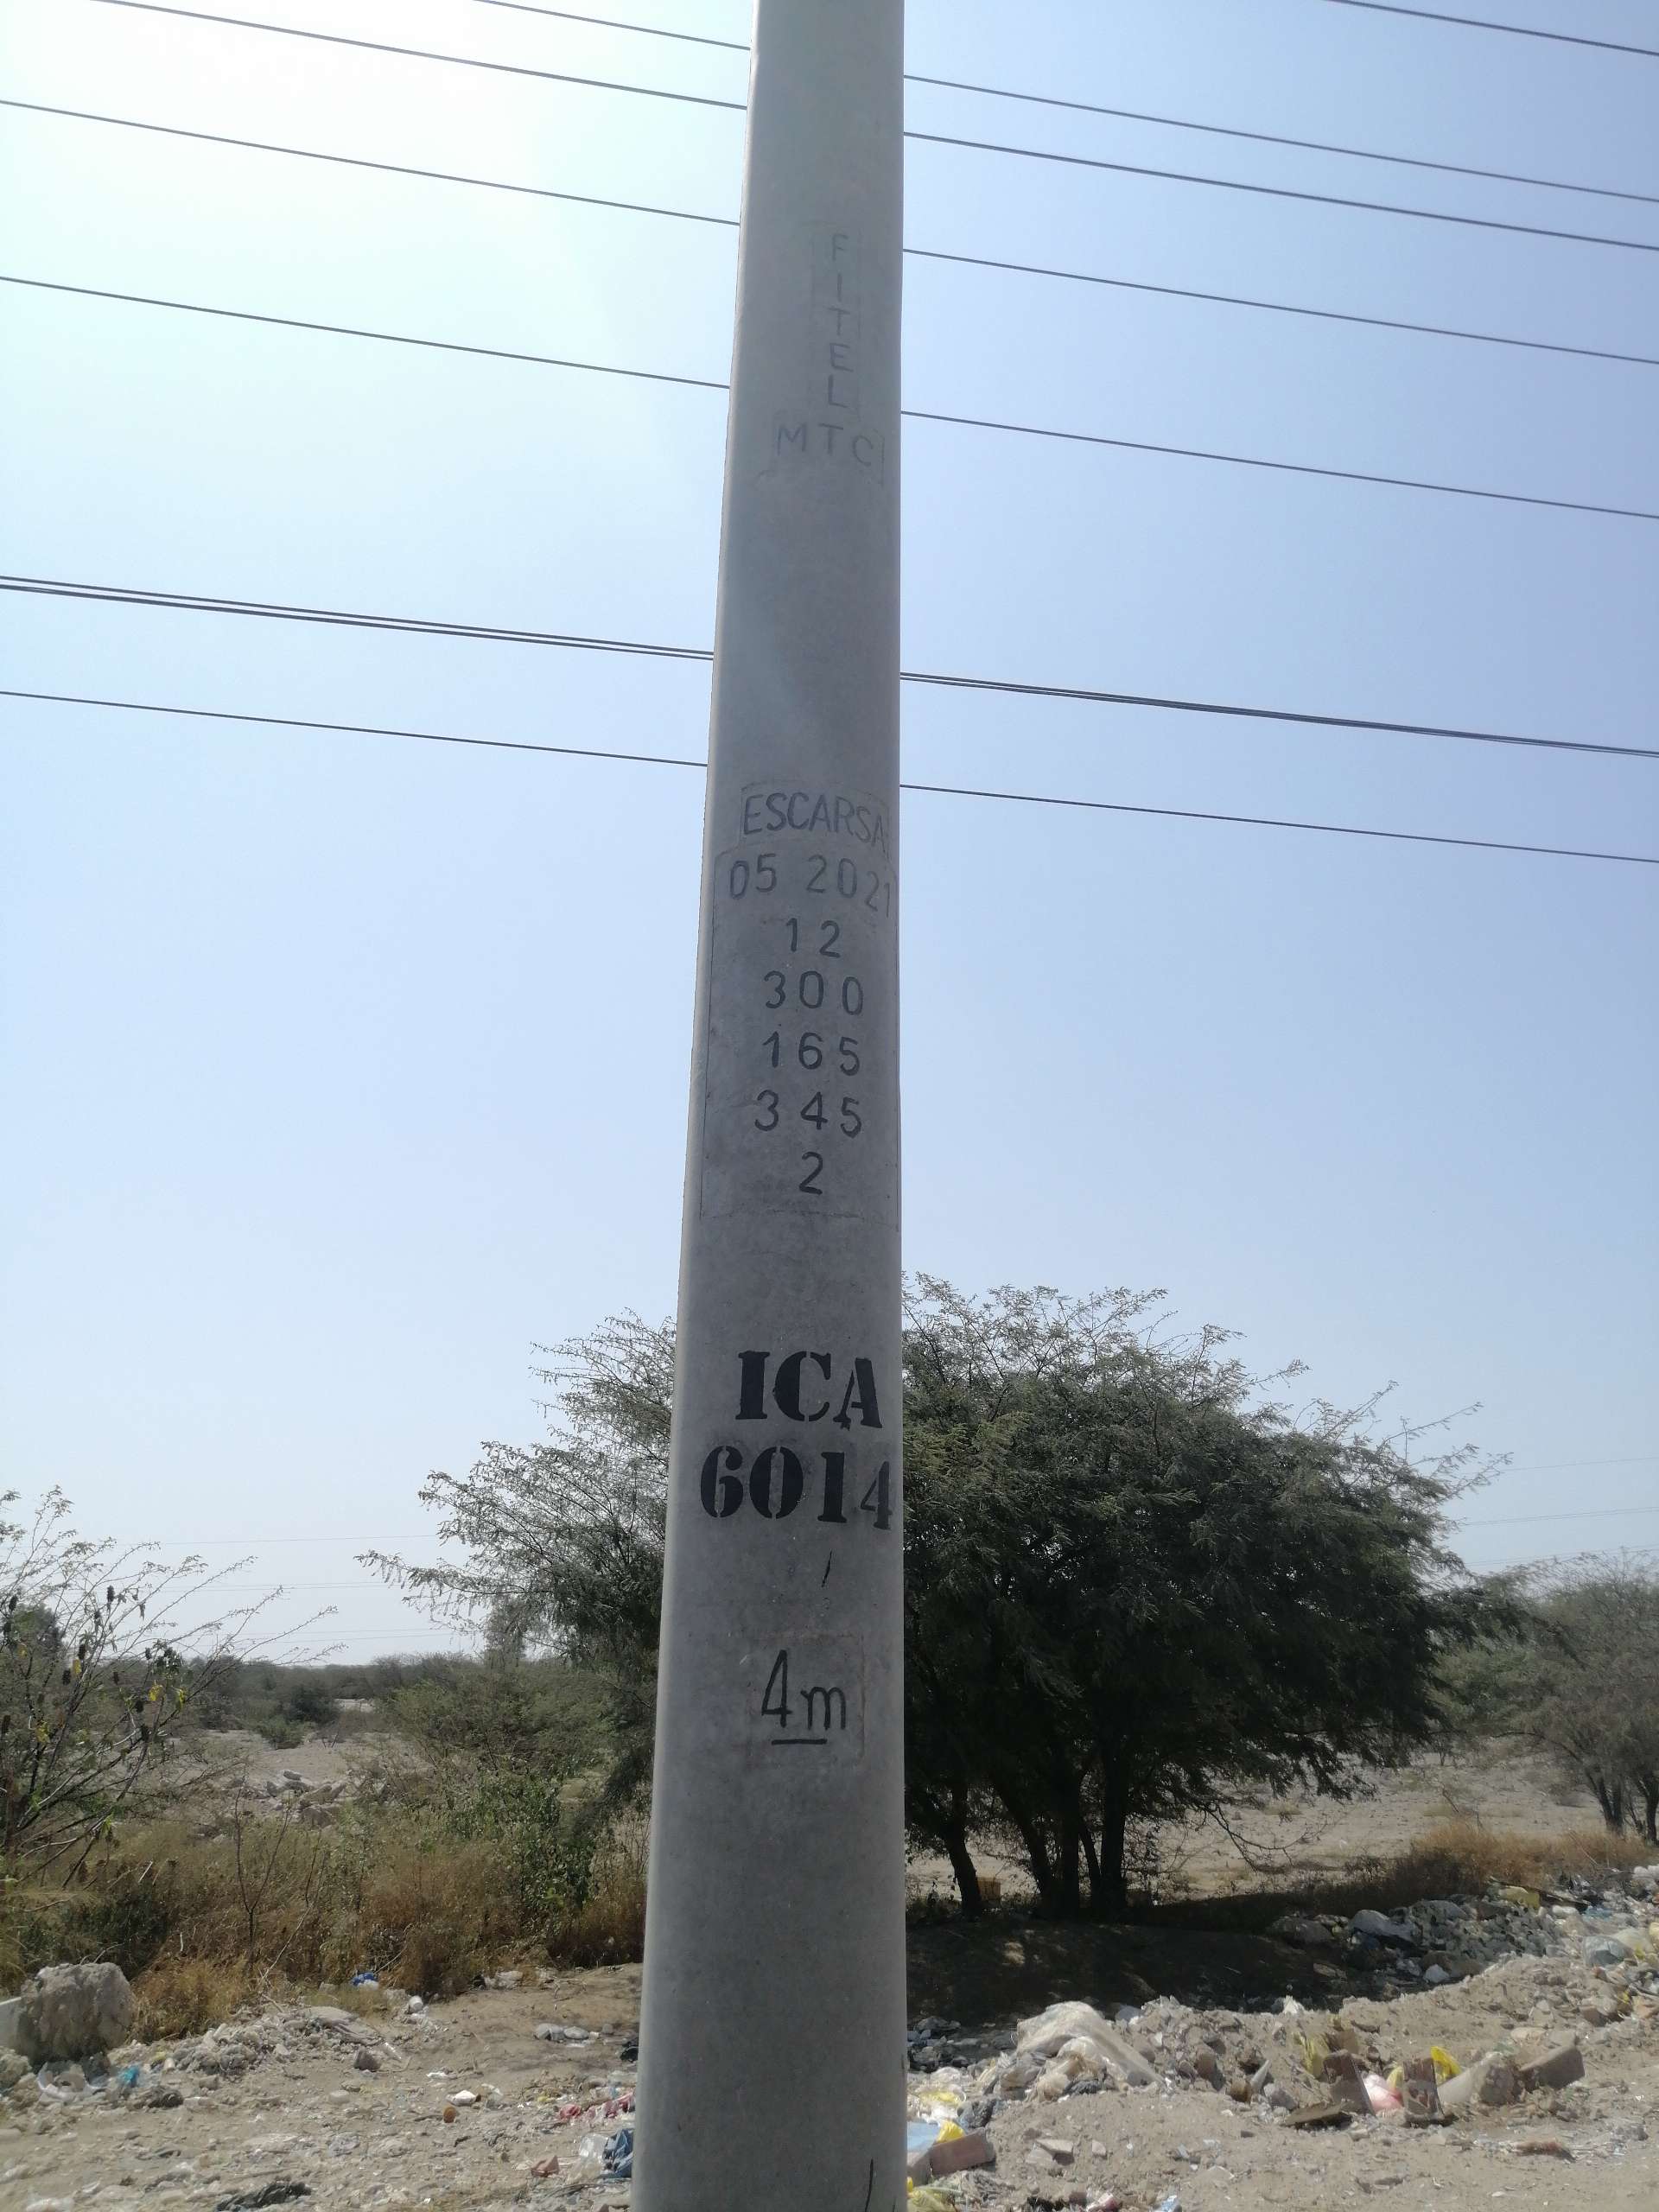 FITEL
MTC
ESCARSA
05 2021
12
300
165
345
2
ICA
6014
4m